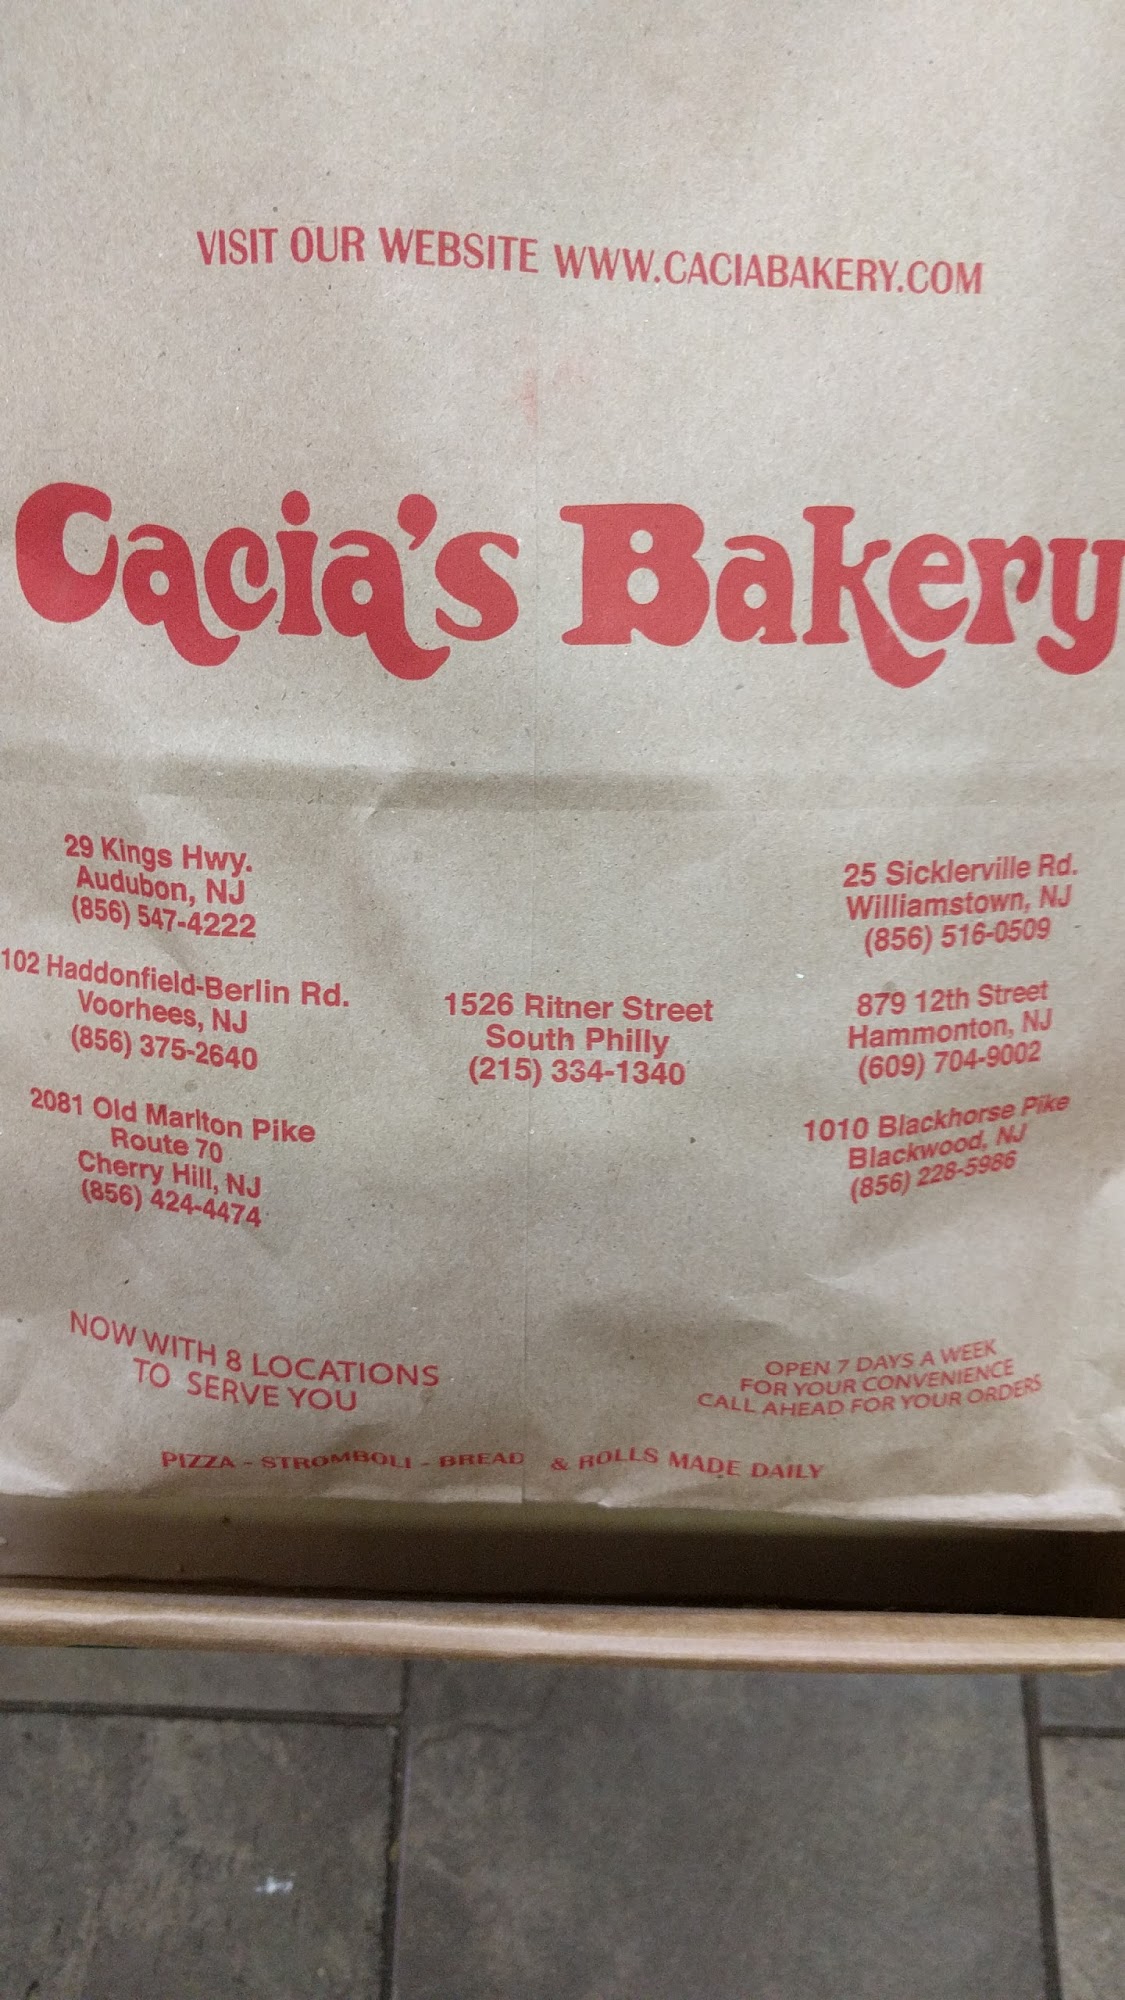 VISIT OUR WEBSITE WWW.CACIABAKERY.COM
Cacia's Bakery
29 Kings Hwy.
Audubon, NJ
(856) 547-4222
102 Haddonfield-Berlin Rd.
Voorhees, NJ
(856) 375-2640
2081 Old Marlton Pike
Route 70
Cherry Hill, NJ
(856) 424-4474
1526 Ritner Street
South Philly
(215) 334-1340
25 Sicklerville Rd.
Williamstown, NJ
(856) 516-0509
879 12th Street
Hammonton, NJ
(609) 704-9002
1010 Blackhorse Pike
Blackwood, NJ
(856) 228-5986
NOW WITH 8 LOCATIONS
TO SERVE YOU
OPEN 7 DAYS A WEEK
FOR YOUR CONVENIENCE
CALL AHEAD FOR YOUR ORDERS
PIZZA - STROMBOLI - BREAD & ROLLS MADE DAILY